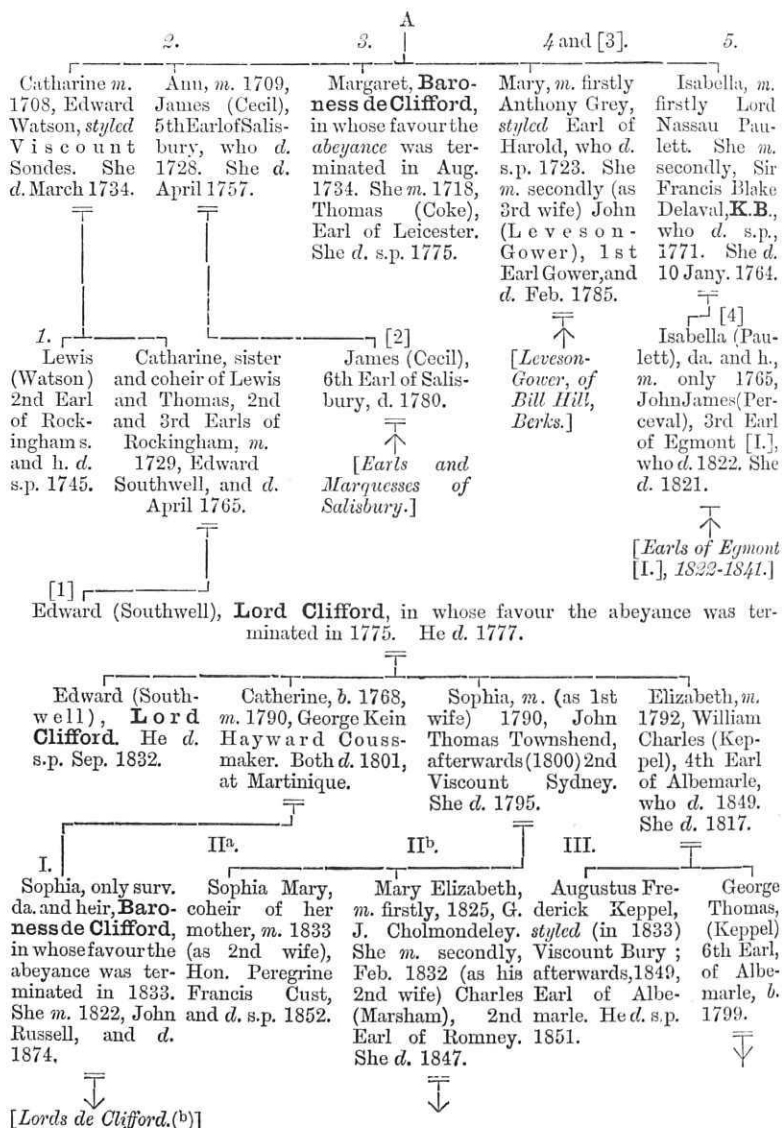 A
2. 3. 4 and [3]. 5.
Catharine m.
1708, Edward
Watson, styled
Viscount
Sondes. She
d. March 1734.
Ann, m. 1709,
James (Cecil),
5th Earl of Salis-
bury, who d.
1728. She d.
April 1757.
Margaret, Baro-
ness de Clifford,
in whose favour the
abeyance was ter-
minated in Aug.
1734. She m. 1718,
Thomas (Coke),
Earl of Leicester.
She d. s.p. 1775.
Mary, m. firstly
Anthony Grey,
styled Earl of
Harold, who d.
s.p. 1723. She
m. secondly (as
3rd wife) John
(Leveson-
Gower), 1st
Earl Gower, and
d. Feb. 1785.
Isabella, m.
firstly Lord
Nassau Pau-
lett. She m.
secondly, Sir
Francis Blake
Delaval, K.B.,
who d. s.p.,
1771. She d.
10 Jany. 1764.
1.
Lewis
(Watson)
2nd Earl
of Rock-
ingham s.
and h. d.
s.p. 1745.
Catharine, sister
and coheir of Lewis
and Thomas, 2nd
and 3rd Earls of
Rockingham, m.
1729, Edward
Southwell, and d.
April 1765.
[2]
James (Cecil),
6th Earl of Salis-
bury, d. 1780.
[Earls and
Marquesses of
Salisbury.]
[Leveson-
Gower, of
Bill Hill,
Berks.]
[4]
Isabella (Pau-
lett), da. and h.,
m. only 1765,
John James (Per-
ceval), 3rd Earl
of Egmont [I.],
who d. 1822. She
d. 1821.
[Earls of Egmont
[I.], 1822-1841.]
[1]
Edward (Southwell), Lord Clifford, in whose favour the abeyance was ter-
minated in 1775. He d. 1777.
Edward (South-
well), Lord
Clifford. He d.
s.p. Sep. 1832.
Catherine, b. 1768,
m. 1790, George Kein
Hayward Couss-
maker. Both d. 1801,
at Martinique.
Sophia, m. (as 1st
wife) 1790, John
Thomas Townshend,
afterwards (1800) 2nd
Viscount Sydney.
She d. 1795.
Elizabeth, m.
1792, William
Charles (Kep-
pel), 4th Earl
of Albemarle,
who d. 1849.
She d. 1817.
I. IIa. IIb. III.
Sophia, only surv.
da. and heir, Baro-
ness de Clifford,
in whose favour the
abeyance was ter-
minated in 1833.
She m. 1822, John
Russell, and d.
1874.
Sophia Mary,
coheir of her
mother, m. 1833
(as 2nd wife),
Hon. Peregrine
Francis Cust,
and d. s.p. 1852.
Mary Elizabeth,
m. firstly, 1825, G.
J. Cholmondeley.
She m. secondly,
Feb. 1832 (as his
2nd wife) Charles
(Marsham), 2nd
Earl of Romney.
She d. 1847.
Augustus Fre-
derick Keppel,
styled (in 1833)
Viscount Bury ;
afterwards, 1849,
Earl of Albe-
marle. He d. s.p.
1851.
George
Thomas,
(Keppel)
6th Earl,
of Albe-
marle, b.
1799.
[Lords de Clifford.(b)]